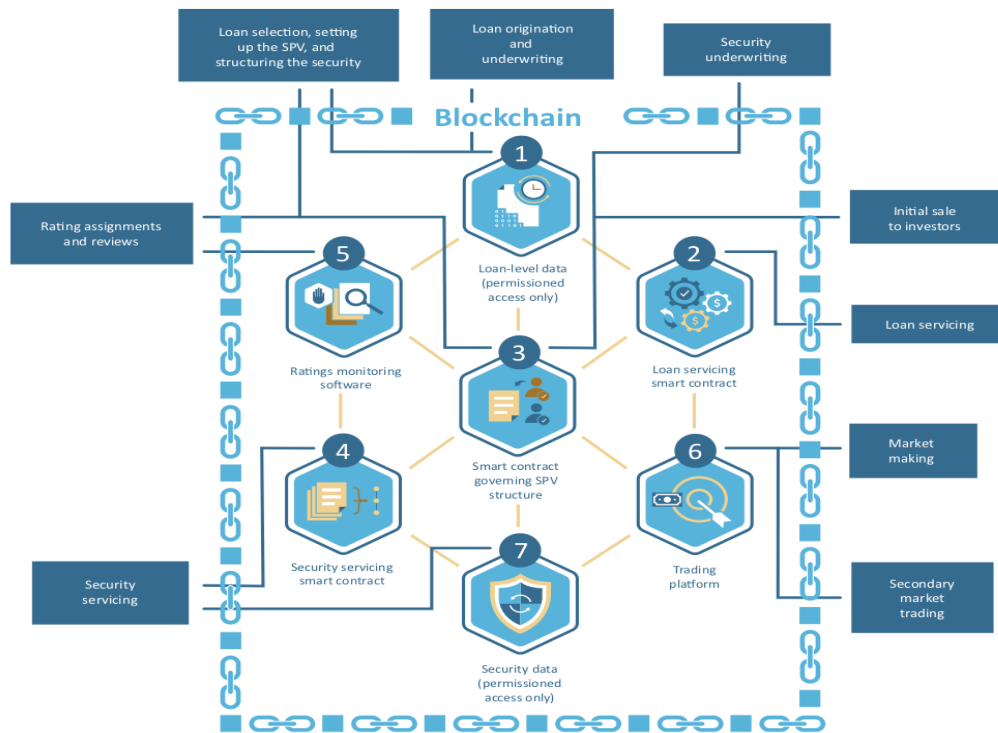 Loan selection, setting
up the SPV, and
structuring the security
Loan origination
and
underwriting
Security
underwriting
Blockchain
1
Loan-level data
(permissioned
access only)
Rating assignments
and reviews
Initial sale
to investors
5
Ratings monitoring
software
2
Loan servicing
smart contract
Loan servicing
3
Smart contract
governing SPV
structure
4
Security servicing
smart contract
6
Trading
platform
Market
making
Security
servicing
7
Security data
(permissioned
access only)
Secondary
market
trading